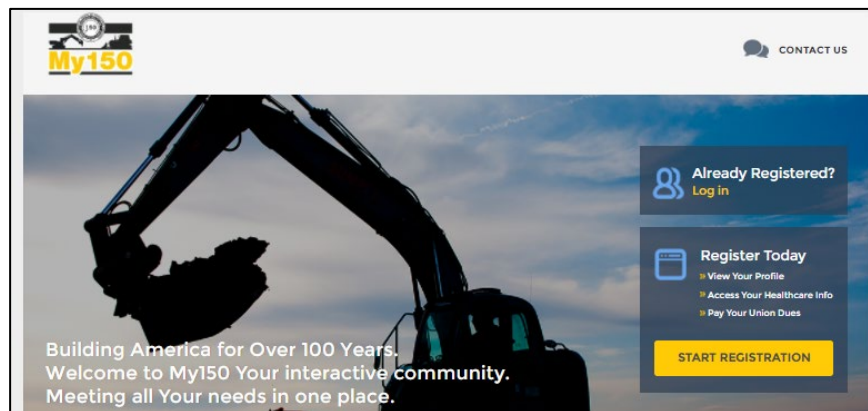 150
My150
CONTACT US
Already Registered?
Log in
Register Today
» View Your Profile
» Access Your Healthcare Info
» Pay Your Union Dues
START REGISTRATION
Building America for Over 100 Years.
Welcome to My150 Your interactive community.
Meeting all Your needs in one place.